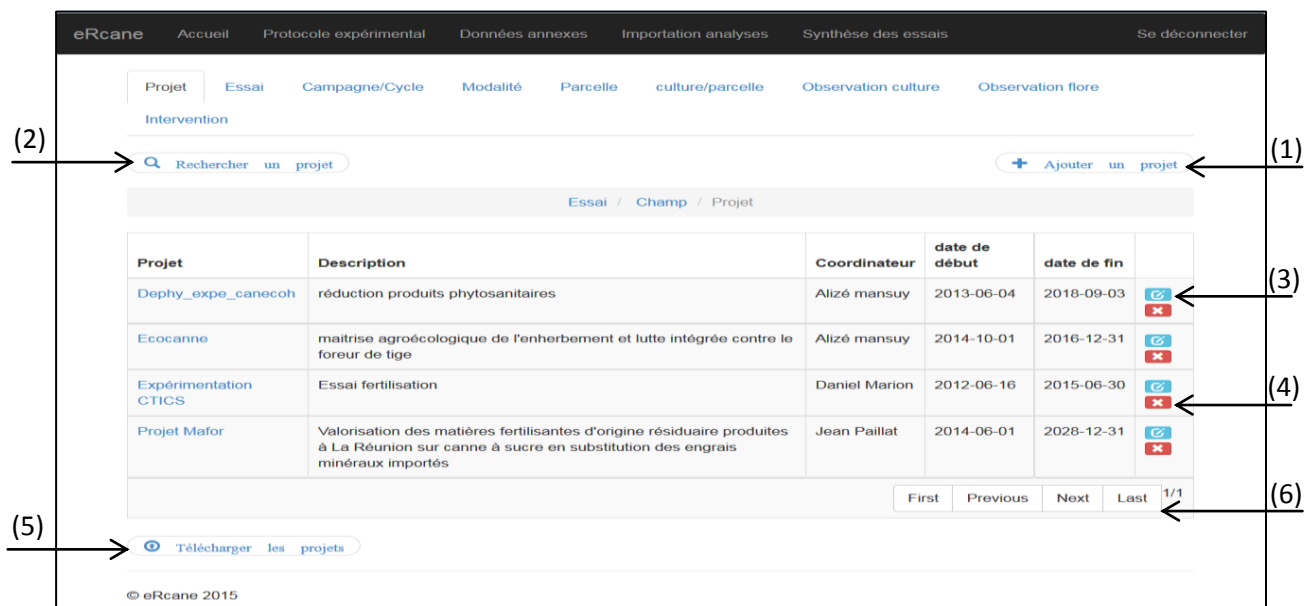 eRcane Accueil Protocole expérimental Données annexes Importation analyses Synthèse des essais Se déconnecter
Projet Essai Campagne/Cycle Modalité Parcelle culture/parcelle Observation culture Observation flore
Intervention
(2)
Rechercher un projet
Ajouter un projet
(1)
Essai / Champ / Projet
Projet Description Coordinateur date de début date de fin
Dephy_expe_canecoh réduction produits phytosanitaires Alizé mansuy 2013-06-04 2018-09-03
(3)
Ecocanne maitrise agroécologique de l'enherbement et lutte intégrée contre le Alizé mansuy 2014-10-01 2016-12-31
foreur de tige
Expérimentation Essai fertilisation Daniel Marion 2012-06-16 2015-06-30
CTICS
(4)
Projet Mafor Valorisation des matières fertilisantes d'origine résiduaire produites Jean Paillat 2014-06-01 2028-12-31
à La Réunion sur canne à sucre en substitution des engrais
minéraux importés
First Previous Next Last 1/1
(6)
(5)
Télécharger les projets
© eRcane 2015